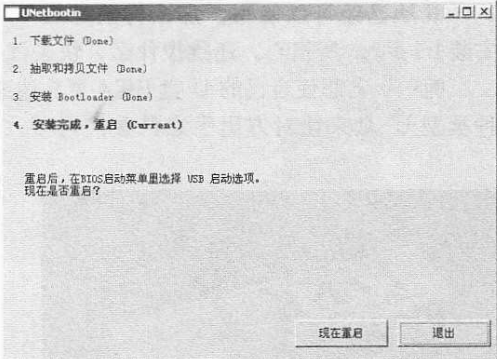 UNetbootin
1. 下载文件 (Done)
2. 抽取和拷贝文件 (Done)
3. 安装 Bootloader (Done)
4. 安装完成，重启 (Current)
重启后，在BIOS启动菜单里选择 USB 启动选项。
现在是否重启？
现在重启 退出